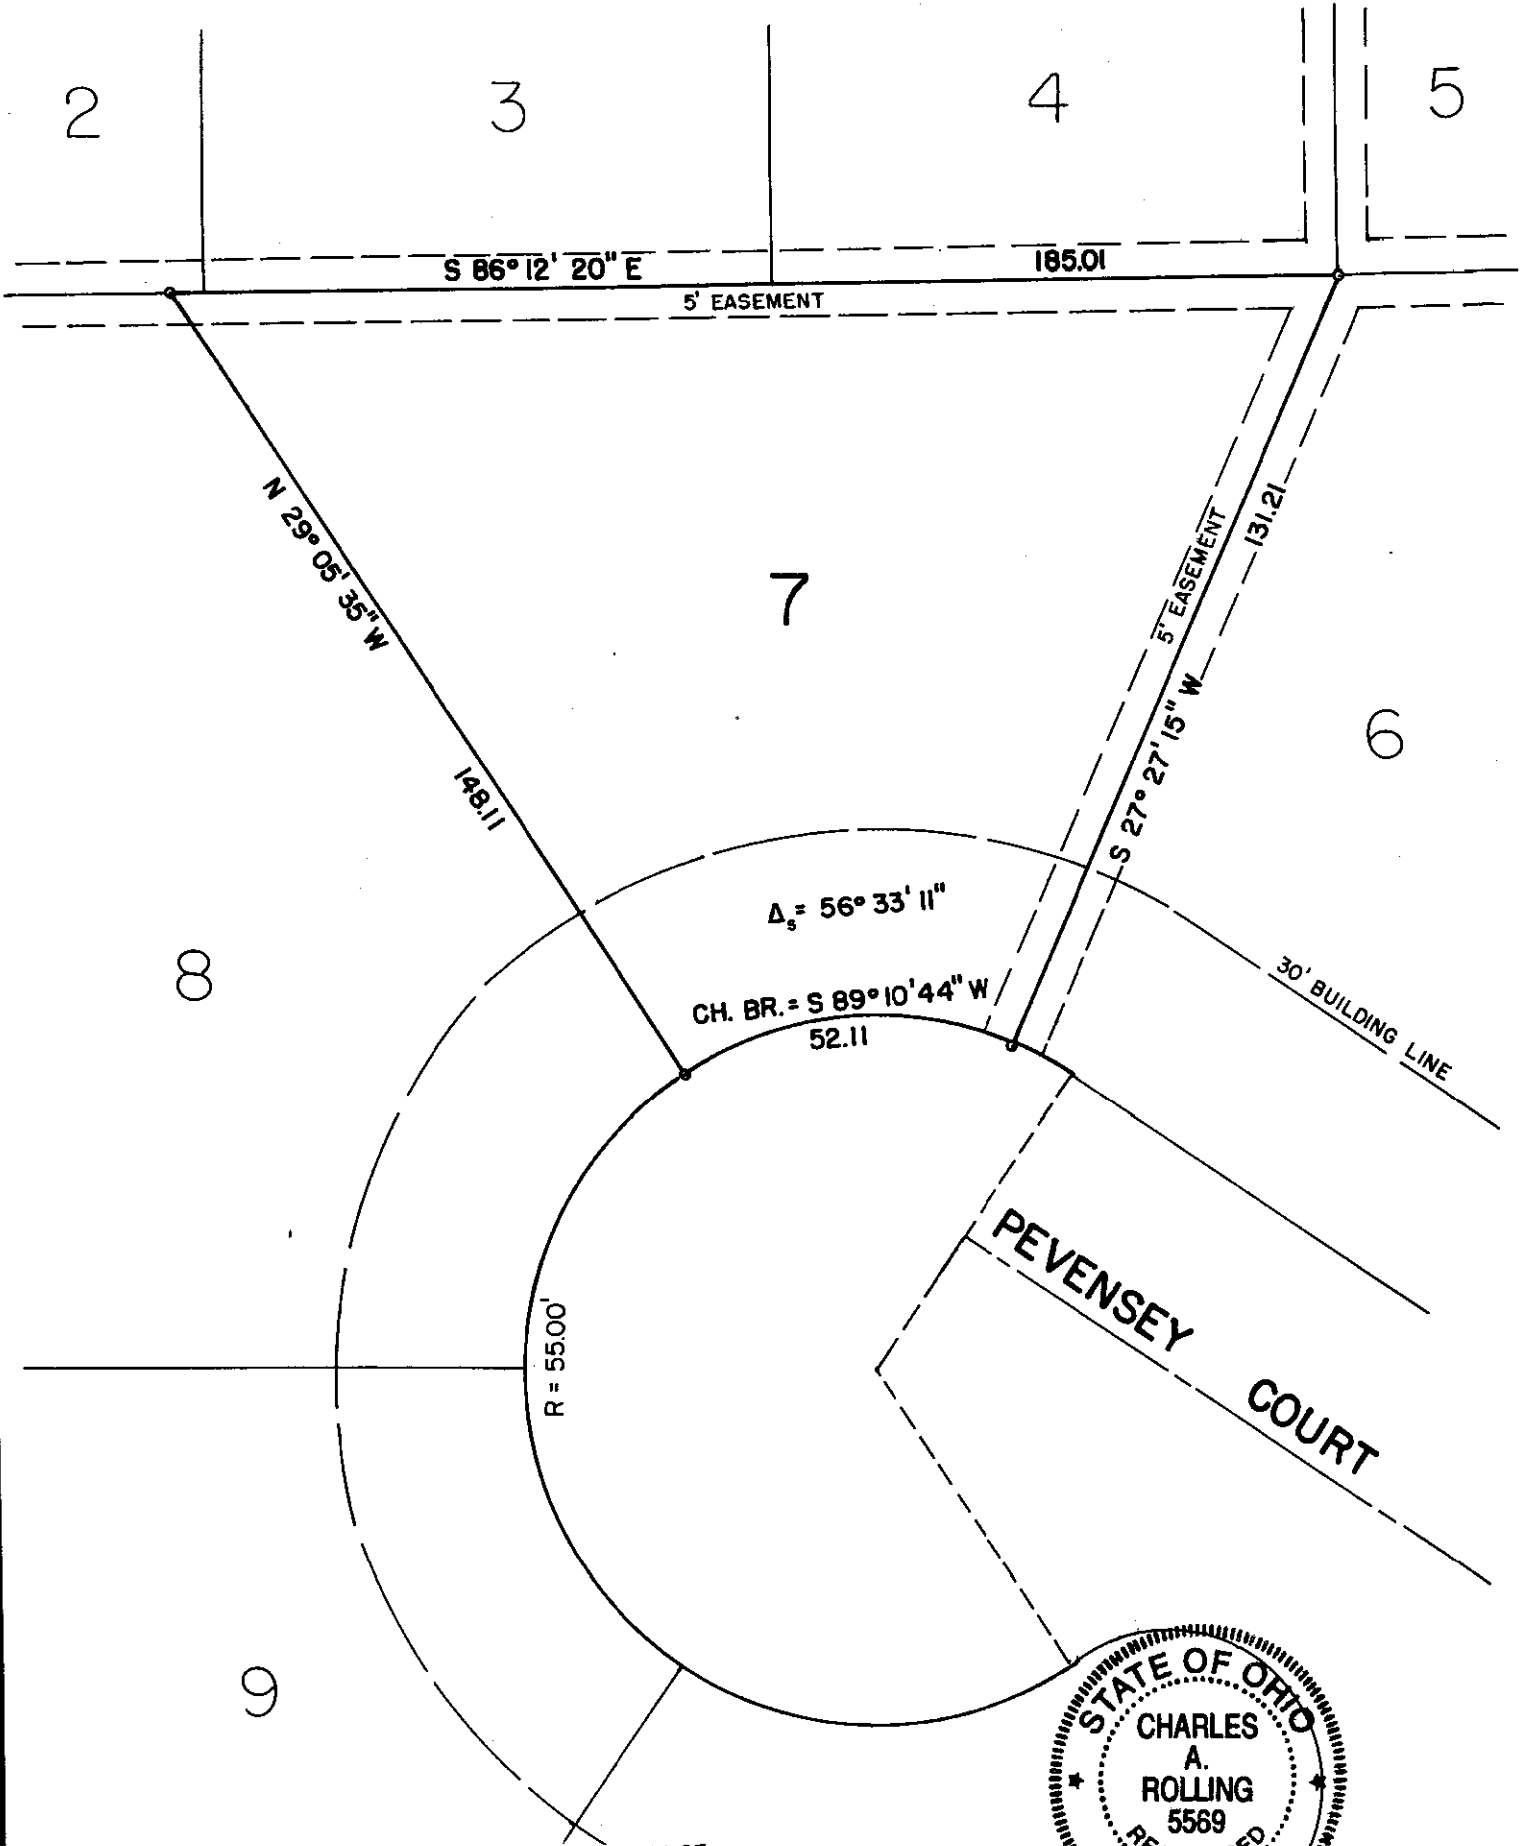 2
3
4
5
S 86° 12' 20" E
185.01
5' EASEMENT
N 29° 05' 35" W
148.11
7
5' EASEMENT
131.21
S 27° 27' 15" W
6
8
Δs= 56° 33' 11"
CH. BR. = S 89° 10' 44" W
52.11
30' BUILDING LINE
R = 55.00'
PEVENSEY COURT
9
STATE OF OHIO
CHARLES
A.
ROLLING
5569